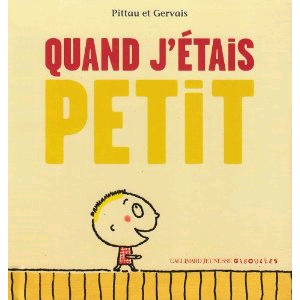 Pittau et Gervais
QUAND J'ÉTAiS
PETiT
GALLIMARD JEUNESSE GiBOULÉES